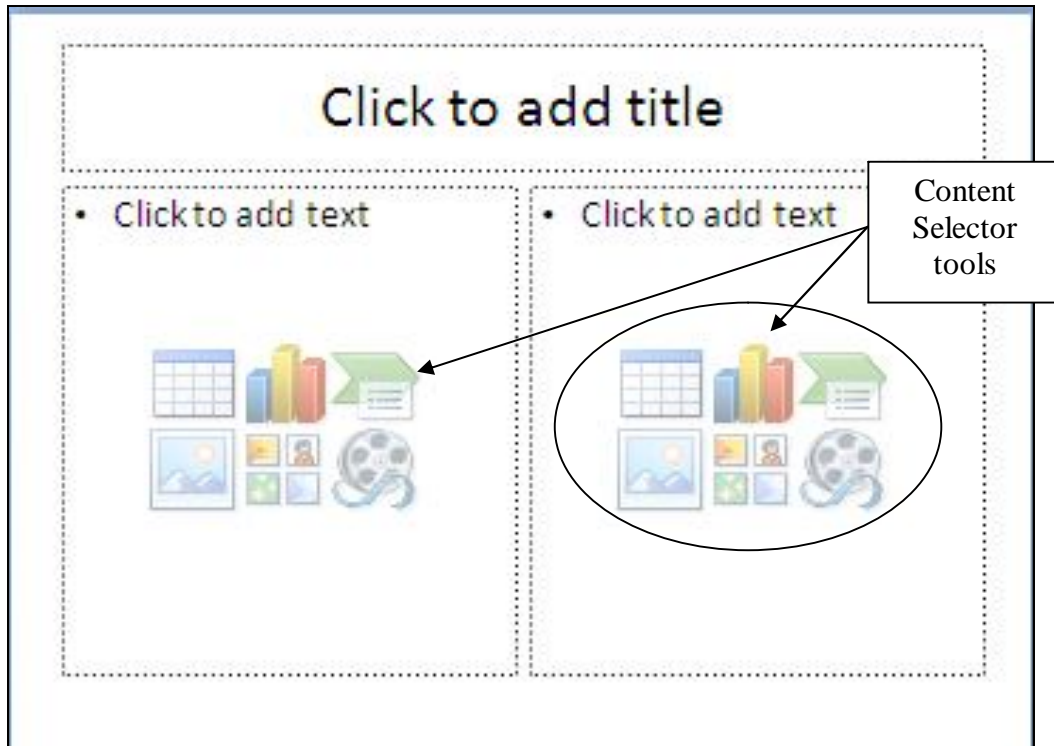 Click to add title
• Click to add text
• Click to add text
Content
Selector
tools